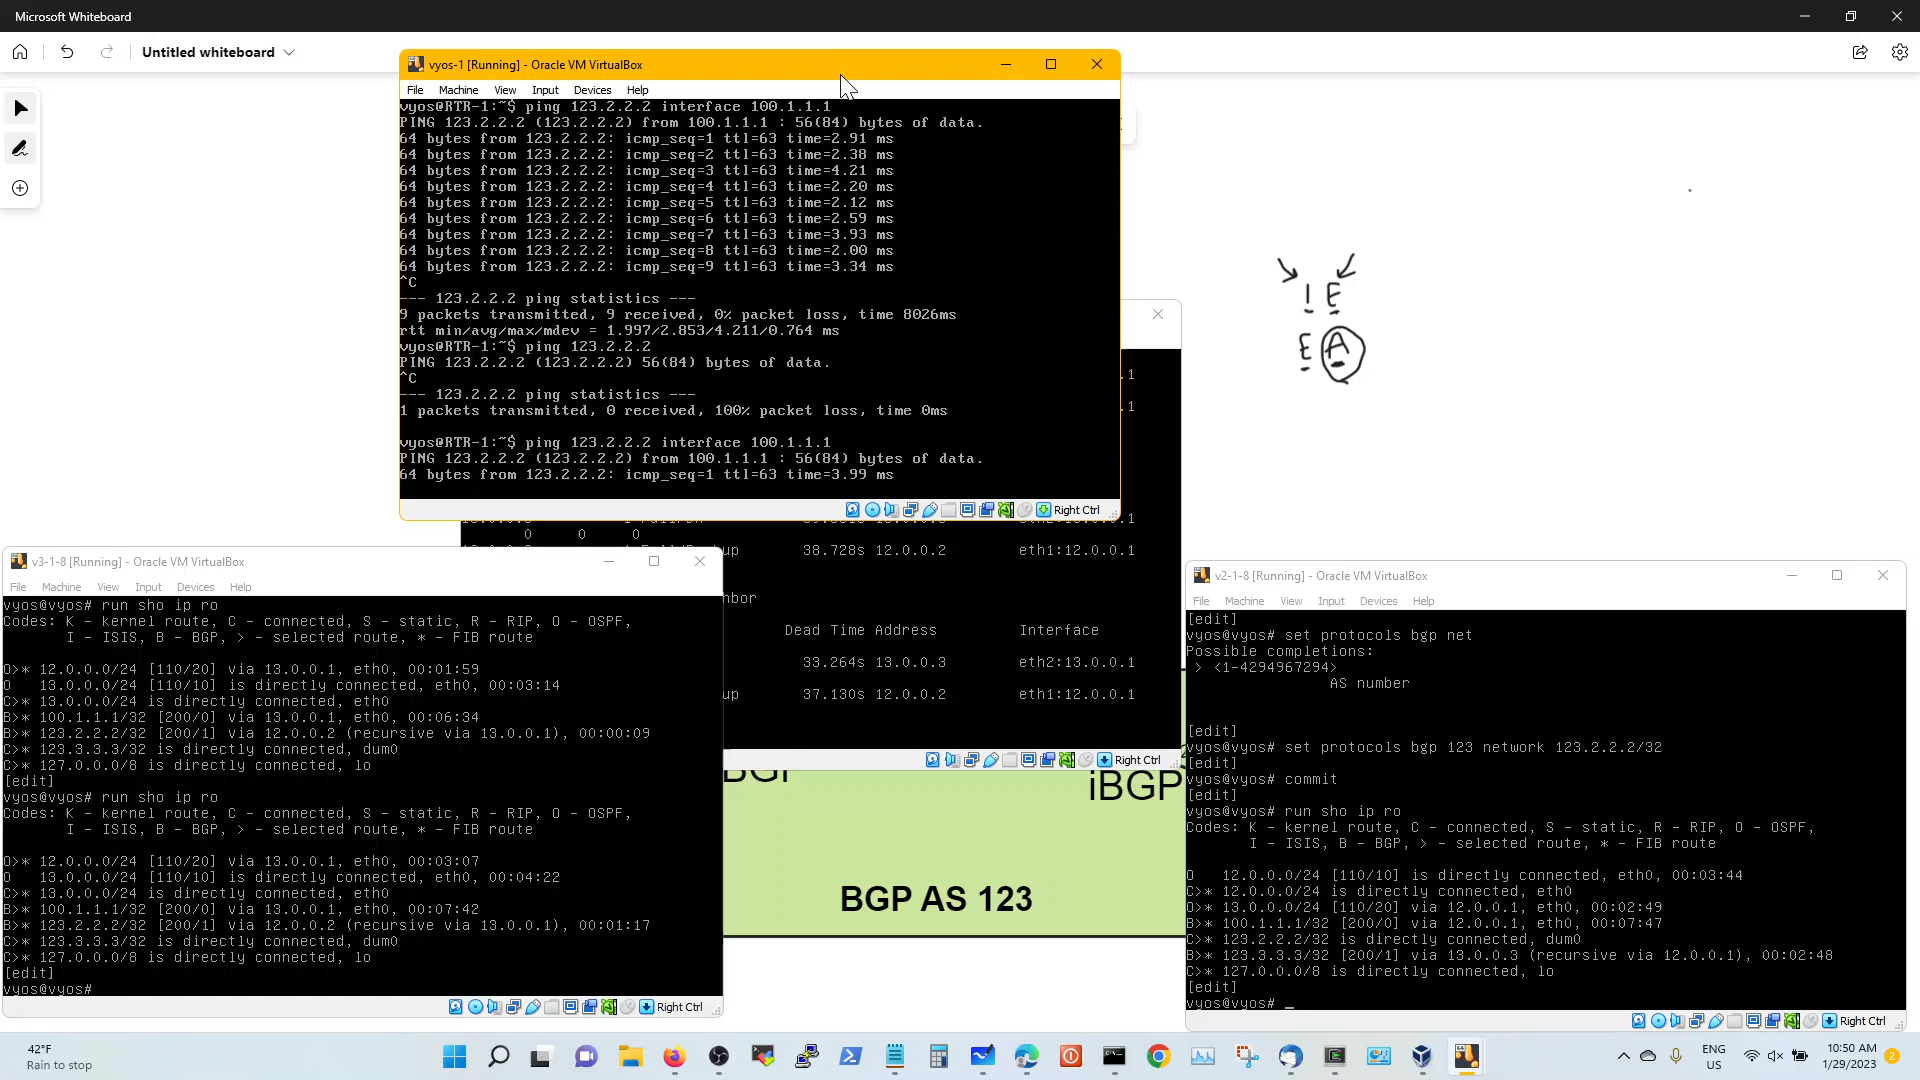 Microsoft Whiteboard
Untitled whiteboard
vyos-1 [Running] - Oracle VM VirtualBox
File Machine View Input Devices Help
vyos@RTR-1:~$ ping 123.2.2.2 interface 100.1.1.1
PING 123.2.2.2 (123.2.2.2) from 100.1.1.1 : 56(84) bytes of data.
64 bytes from 123.2.2.2: icmp_seq=1 ttl=63 time=2.91 ms
64 bytes from 123.2.2.2: icmp_seq=2 ttl=63 time=2.38 ms
64 bytes from 123.2.2.2: icmp_seq=3 ttl=63 time=4.21 ms
64 bytes from 123.2.2.2: icmp_seq=4 ttl=63 time=2.20 ms
64 bytes from 123.2.2.2: icmp_seq=5 ttl=63 time=2.12 ms
64 bytes from 123.2.2.2: icmp_seq=6 ttl=63 time=2.59 ms
64 bytes from 123.2.2.2: icmp_seq=7 ttl=63 time=3.93 ms
64 bytes from 123.2.2.2: icmp_seq=8 ttl=63 time=2.00 ms
64 bytes from 123.2.2.2: icmp_seq=9 ttl=63 time=3.34 ms
^C
--- 123.2.2.2 ping statistics ---
9 packets transmitted, 9 received, 0% packet loss, time 8026ms
rtt min/avg/max/mdev = 1.997/2.853/4.211/0.764 ms
vyos@RTR-1:~$ ping 123.2.2.2
PING 123.2.2.2 (123.2.2.2) 56(84) bytes of data.
^C
--- 123.2.2.2 ping statistics ---
1 packets transmitted, 0 received, 100% packet loss, time 0ms
vyos@RTR-1:~$ ping 123.2.2.2 interface 100.1.1.1
PING 123.2.2.2 (123.2.2.2) from 100.1.1.1 : 56(84) bytes of data.
64 bytes from 123.2.2.2: icmp_seq=1 ttl=63 time=3.99 ms
Right Ctrl
I E
E A
.1
.1
0 0 0
up 38.728s 12.0.0.2 eth1:12.0.0.1
nbor
Dead Time Address Interface
33.264s 13.0.0.3 eth2:13.0.0.1
up 37.130s 12.0.0.2 eth1:12.0.0.1
Right Ctrl
iBGP
BGP AS 123
v3-1-8 [Running] - Oracle VM VirtualBox
File Machine View Input Devices Help
vyos@vyos# run sho ip ro
Codes: K - kernel route, C - connected, S - static, R - RIP, O - OSPF,
I - ISIS, B - BGP, > - selected route, * - FIB route
O>* 12.0.0.0/24 [110/20] via 13.0.0.1, eth0, 00:01:59
O 13.0.0.0/24 [110/10] is directly connected, eth0, 00:03:14
C>* 13.0.0.0/24 is directly connected, eth0
B>* 100.1.1.1/32 [200/0] via 13.0.0.1, eth0, 00:06:34
B>* 123.2.2.2/32 [200/1] via 12.0.0.2 (recursive via 13.0.0.1), 00:00:09
C>* 123.3.3.3/32 is directly connected, dum0
C>* 127.0.0.0/8 is directly connected, lo
[edit]
vyos@vyos# run sho ip ro
Codes: K - kernel route, C - connected, S - static, R - RIP, O - OSPF,
I - ISIS, B - BGP, > - selected route, * - FIB route
O>* 12.0.0.0/24 [110/20] via 13.0.0.1, eth0, 00:03:07
O 13.0.0.0/24 [110/10] is directly connected, eth0, 00:04:22
C>* 13.0.0.0/24 is directly connected, eth0
B>* 100.1.1.1/32 [200/0] via 13.0.0.1, eth0, 00:07:42
B>* 123.2.2.2/32 [200/1] via 12.0.0.2 (recursive via 13.0.0.1), 00:01:17
C>* 123.3.3.3/32 is directly connected, dum0
C>* 127.0.0.0/8 is directly connected, lo
[edit]
vyos@vyos#
Right Ctrl
v2-1-8 [Running] - Oracle VM VirtualBox
File Machine View Input Devices Help
[edit]
vyos@vyos# set protocols bgp net
Possible completions:
> <1-4294967294>
AS number
[edit]
vyos@vyos# set protocols bgp 123 network 123.2.2.2/32
[edit]
vyos@vyos# commit
[edit]
vyos@vyos# run sho ip ro
Codes: K - kernel route, C - connected, S - static, R - RIP, O - OSPF,
I - ISIS, B - BGP, > - selected route, * - FIB route
O 12.0.0.0/24 [110/10] is directly connected, eth0, 00:03:44
C>* 12.0.0.0/24 is directly connected, eth0
O>* 13.0.0.0/24 [110/20] via 12.0.0.1, eth0, 00:02:49
B>* 100.1.1.1/32 [200/0] via 12.0.0.1, eth0, 00:07:47
C>* 123.2.2.2/32 is directly connected, dum0
B>* 123.3.3.3/32 [200/1] via 13.0.0.3 (recursive via 12.0.0.1), 00:02:48
C>* 127.0.0.0/8 is directly connected, lo
[edit]
vyos@vyos# _
Right Ctrl
42°F
Rain to stop
ENG
US
10:50 AM
1/29/2023
2